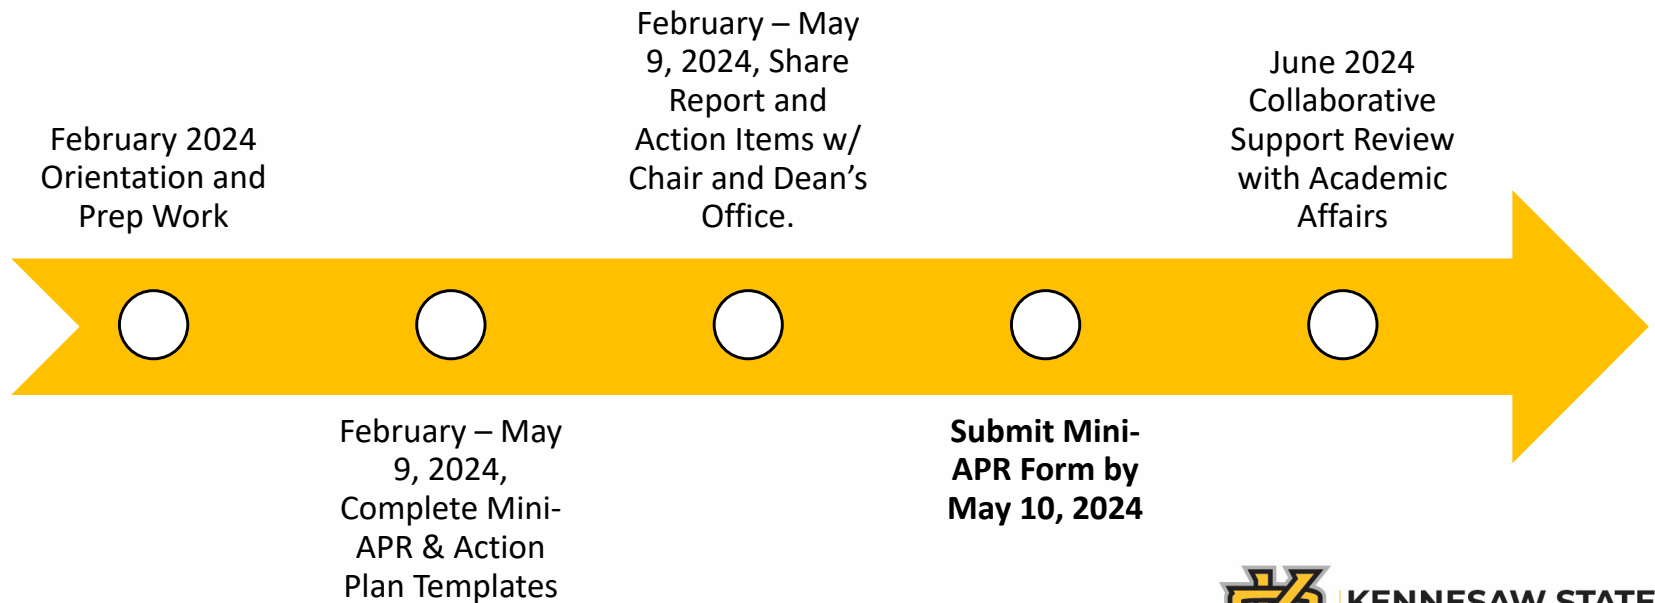 February 2024
Orientation and
Prep Work
February – May
9, 2024,
Complete Mini-
APR & Action
Plan Templates
February – May
9, 2024, Share
Report and
Action Items w/
Chair and Dean’s
Office.
Submit Mini-
APR Form by
May 10, 2024
June 2024
Collaborative
Support Review
with Academic
Affairs
KENNESAW STATE